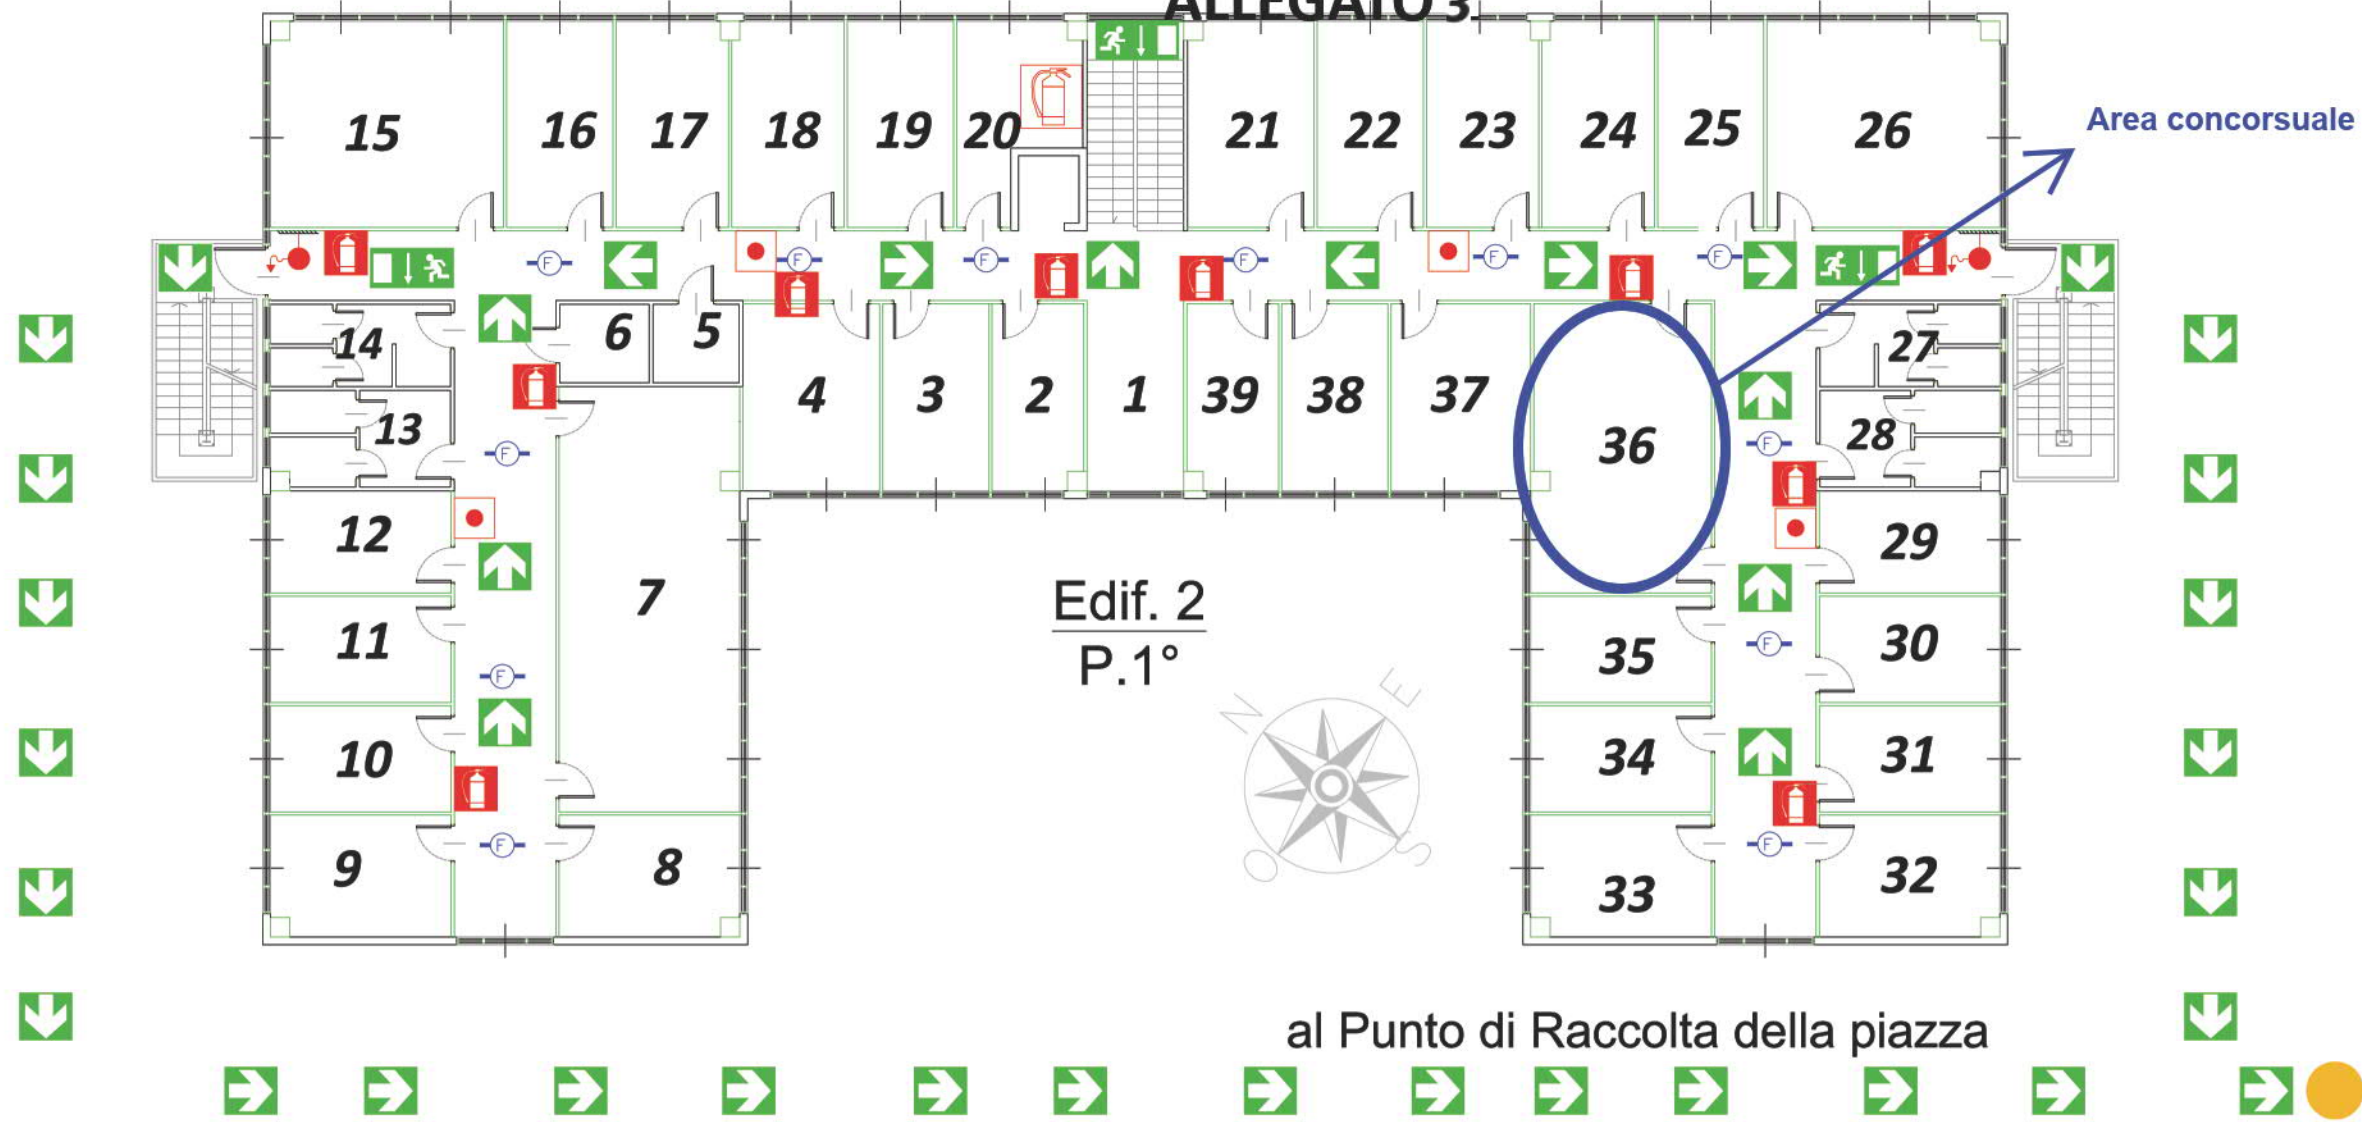 ALLEGATO 3.
15 16 17 18 19 20 21 22 23 24 25 26
Area concorsuale
F F F F F F
14 6 5 27
4 3 2 1 39 38 37
13 F 36 F 28
12 29
7
Edif. 2
P.1°
11 35 F 30
F
N E
10 34 31
O S
F F
9 8 33 32
al Punto di Raccolta della piazza